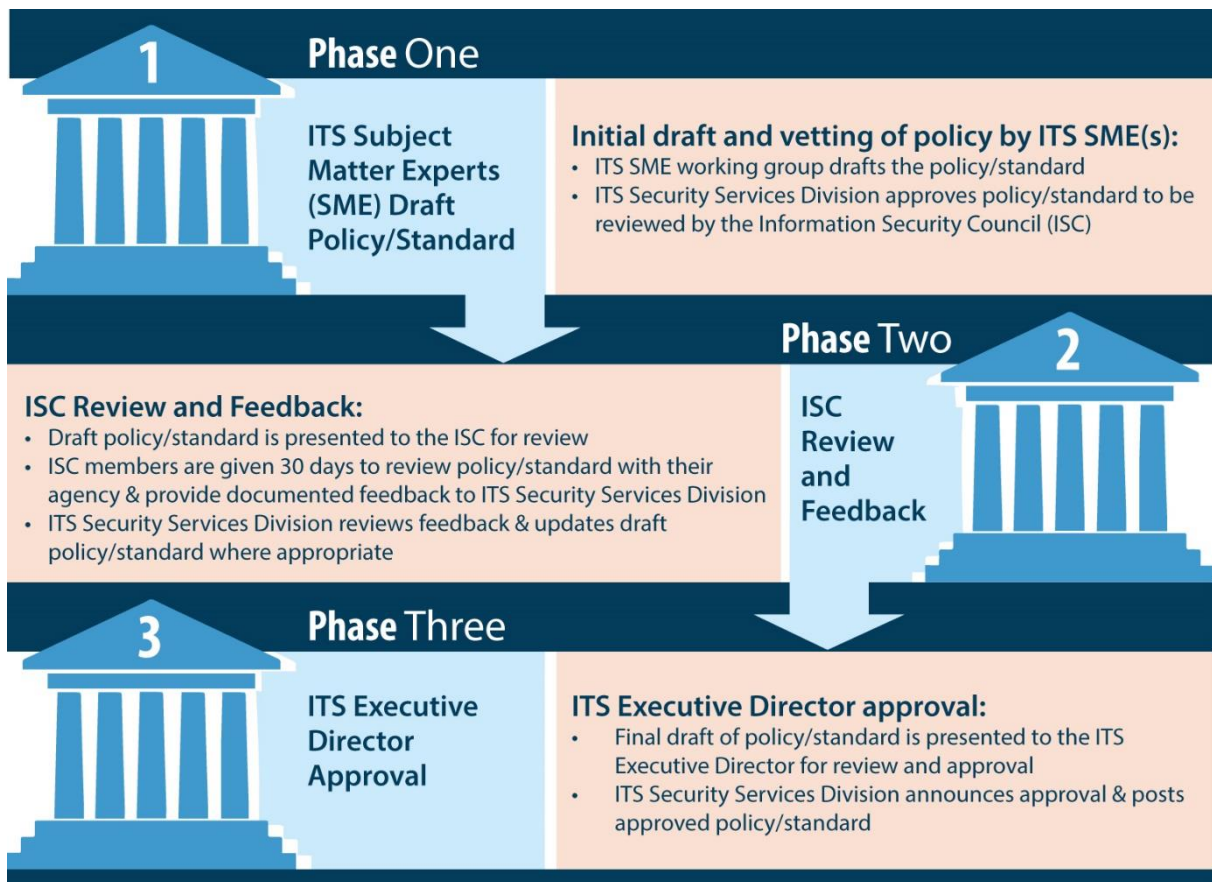 1
Phase One
ITS Subject
Matter Experts
(SME) Draft
Policy/Standard
Initial draft and vetting of policy by ITS SME(s):
• ITS SME working group drafts the policy/standard
• ITS Security Services Division approves policy/standard to be
reviewed by the Information Security Council (ISC)
Phase Two
2
ISC
Review
and
Feedback
ISC Review and Feedback:
• Draft policy/standard is presented to the ISC for review
• ISC members are given 30 days to review policy/standard with their
agency & provide documented feedback to ITS Security Services Division
• ITS Security Services Division reviews feedback & updates draft
policy/standard where appropriate
3
Phase Three
ITS Executive
Director
Approval
ITS Executive Director approval:
• Final draft of policy/standard is presented to the ITS
Executive Director for review and approval
• ITS Security Services Division announces approval & posts
approved policy/standard